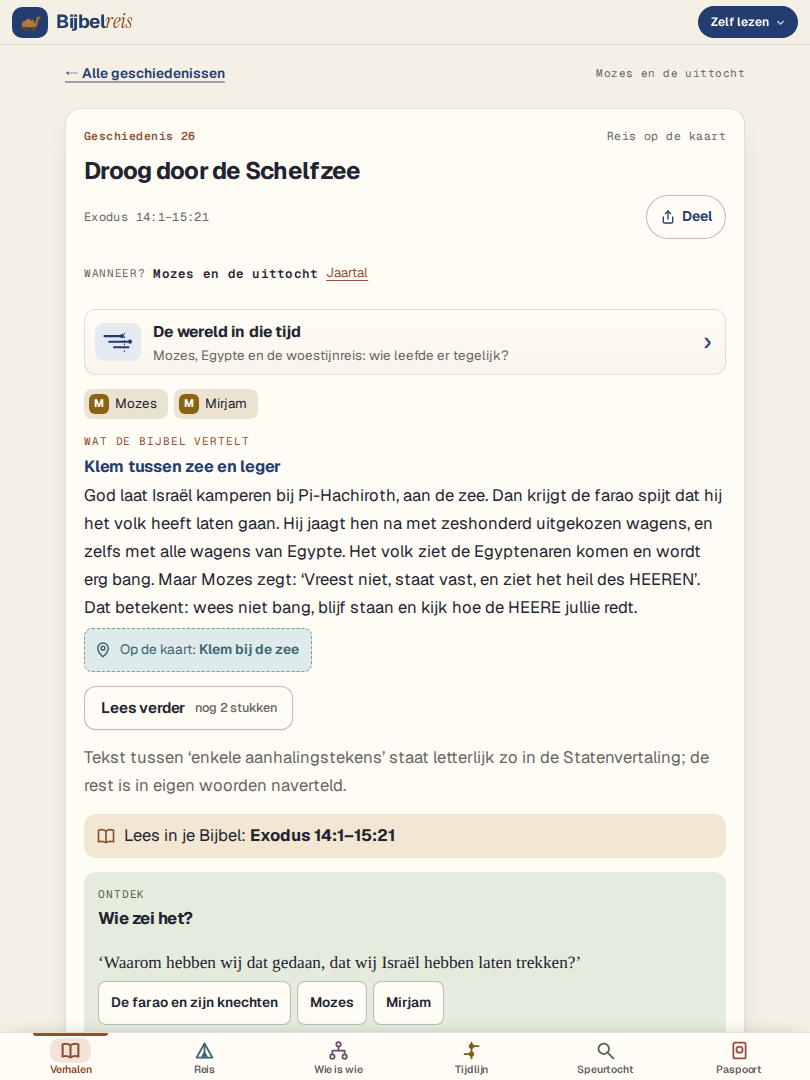 Bijbelreis
Zelf lezen
← Alle geschiedenissen
Mozes en de uittocht
Geschiedenis 26
Reis op de kaart
Droog door de Schelfzee
Exodus 14:1–15:21
Deel
WANNEER? Mozes en de uittocht Jaartal
De wereld in die tijd
Mozes, Egypte en de woestijnreis: wie leefde er tegelijk?
›
M Mozes
M Mirjam
WAT DE BIJBEL VERTELT
Klem tussen zee en leger
God laat Israël kamperen bij Pi-Hachiroth, aan de zee. Dan krijgt de farao spijt dat hij
het volk heeft laten gaan. Hij jaagt hen na met zeshonderd uitgekozen wagens, en
zelfs met alle wagens van Egypte. Het volk ziet de Egyptenaren komen en wordt
erg bang. Maar Mozes zegt: ‘Vreest niet, staat vast, en ziet het heil des HEEREN’.
Dat betekent: wees niet bang, blijf staan en kijk hoe de HEERE jullie redt.
Op de kaart: Klem bij de zee
Lees verder nog 2 stukken
Tekst tussen ‘enkele aanhalingstekens’ staat letterlijk zo in de Statenvertaling; de
rest is in eigen woorden naverteld.
Lees in je Bijbel: Exodus 14:1–15:21
ONTDEK
Wie zei het?
‘Waarom hebben wij dat gedaan, dat wij Israël hebben laten trekken?’
De farao en zijn knechten
Mozes
Mirjam
Verhalen
Reis
Wie is wie
Tijdlijn
Speurtocht
Paspoort